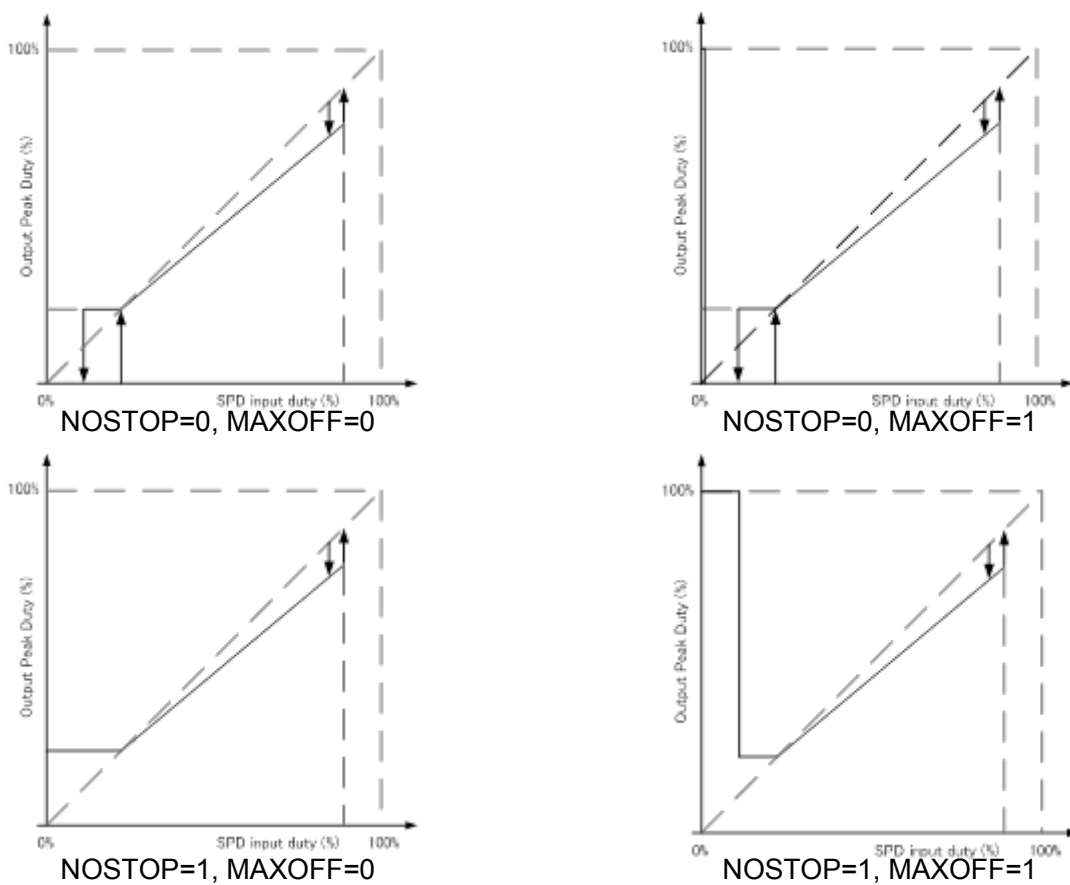 100%
Output Peak Duty (%)
0%
SPD input duty (%)
100%
NOSTOP=0, MAXOFF=0
100%
Output Peak Duty (%)
0%
SPD input duty (%)
100%
NOSTOP=0, MAXOFF=1
100%
Output Peak Duty (%)
0%
SPD input duty (%)
100%
NOSTOP=1, MAXOFF=0
100%
Output Peak Duty (%)
0%
SPD input duty (%)
100%
NOSTOP=1, MAXOFF=1